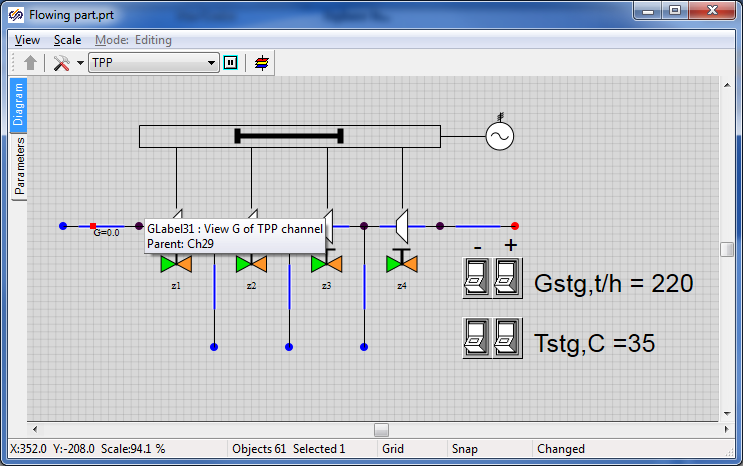 Flowing part.prt
View Scale Mode: Editing
TPP
Diagram
Parameters
G=0.0
GLabel31 : View G of TPP channel
Parent: Ch29
z1 z2 z3 z4
- +
Gstg,t/h = 220
Tstg,C =35
X:352.0 Y:-208.0 Scale:94.1 % Objects 61 Selected 1 Grid Snap Changed